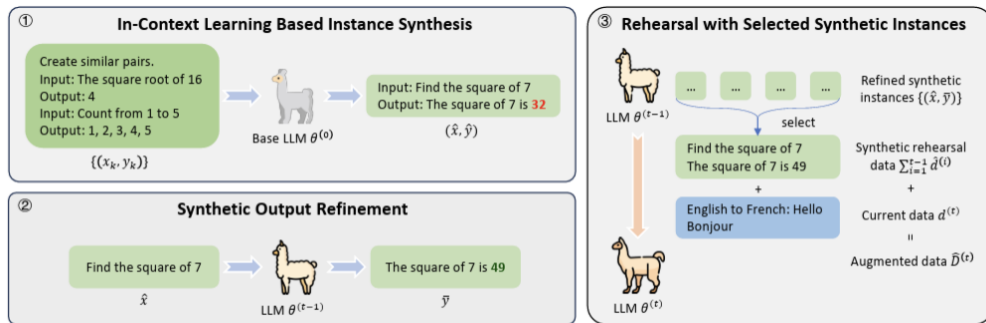 ① In-Context Learning Based Instance Synthesis
Create similar pairs.
Input: The square root of 16
Output: 4
Input: Count from 1 to 5
Output: 1, 2, 3, 4, 5
{(xₖ, yₖ)}
Base LLM θ⁽⁰⁾
Input: Find the square of 7
Output: The square of 7 is 32
(x̂, ŷ)
② Synthetic Output Refinement
Find the square of 7
x̂
LLM θ⁽ᵗ⁻¹⁾
The square of 7 is 49
ȳ
③ Rehearsal with Selected Synthetic Instances
LLM θ⁽ᵗ⁻¹⁾
... ... ... ...
Refined synthetic
instances {(x̂, ȳ)}
select
Find the square of 7
The square of 7 is 49
Synthetic rehearsal
data ∑ᵢ₌₁ᵗ⁻¹ d̂⁽ⁱ⁾
+
+
English to French: Hello
Bonjour
Current data d⁽ᵗ⁾
=
Augmented data D̂⁽ᵗ⁾
LLM θ⁽ᵗ⁾